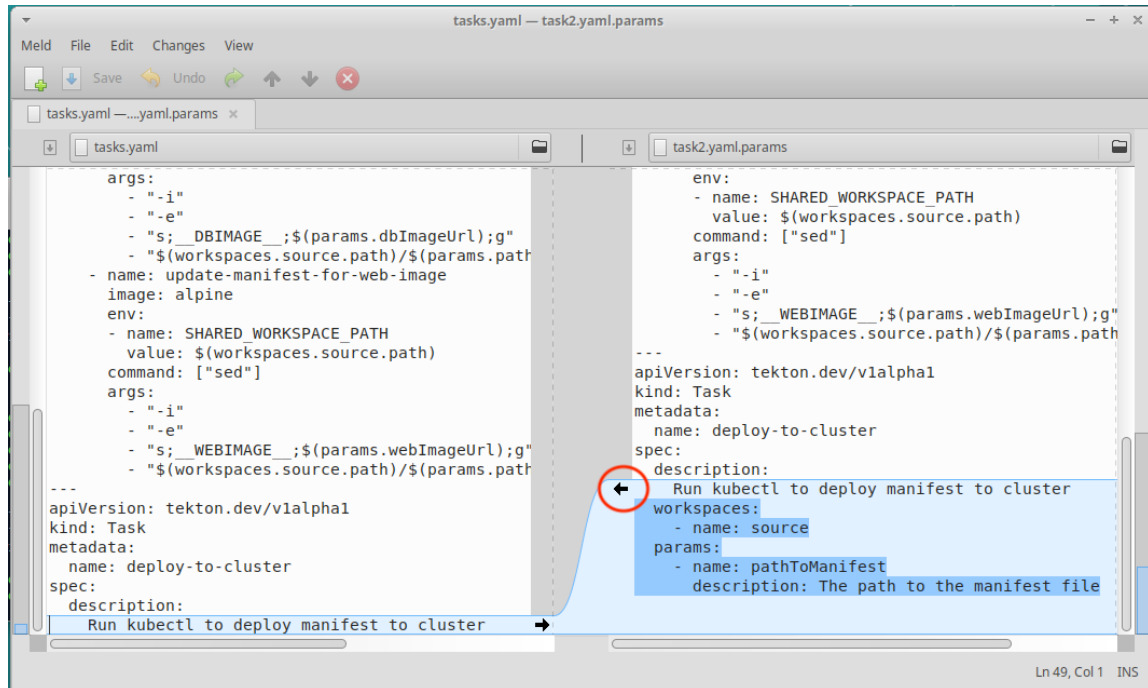 tasks.yaml — task2.yaml.params
Meld File Edit Changes View
Save Undo
tasks.yaml —....yaml.params
tasks.yaml
args:
- "-i"
- "-e"
- "s;__DBIMAGE__;$(params.dbImageUrl);g"
- "$(workspaces.source.path)/$(params.path
- name: update-manifest-for-web-image
image: alpine
env:
- name: SHARED_WORKSPACE_PATH
value: $(workspaces.source.path)
command: ["sed"]
args:
- "-i"
- "-e"
- "s;__WEBIMAGE__;$(params.webImageUrl);g"
- "$(workspaces.source.path)/$(params.path
---
apiVersion: tekton.dev/v1alpha1
kind: Task
metadata:
name: deploy-to-cluster
spec:
description:
Run kubectl to deploy manifest to cluster
task2.yaml.params
env:
- name: SHARED_WORKSPACE_PATH
value: $(workspaces.source.path)
command: ["sed"]
args:
- "-i"
- "-e"
- "s;__WEBIMAGE__;$(params.webImageUrl);g"
- "$(workspaces.source.path)/$(params.path
---
apiVersion: tekton.dev/v1alpha1
kind: Task
metadata:
name: deploy-to-cluster
spec:
description:
Run kubectl to deploy manifest to cluster
workspaces:
- name: source
params:
- name: pathToManifest
description: The path to the manifest file
Ln 49, Col 1 INS